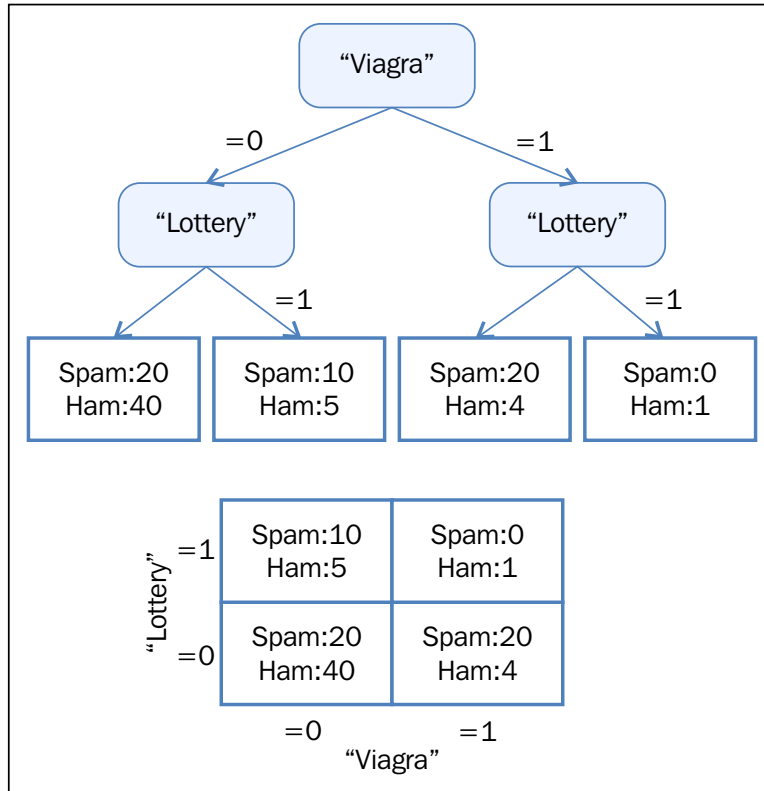 “Viagra”
=0
=1
“Lottery”
“Lottery”
=1
=1
Spam:20
Ham:40
Spam:10
Ham:5
Spam:20
Ham:4
Spam:0
Ham:1
“Lottery”
=1
Spam:10
Ham:5
Spam:0
Ham:1
=0
Spam:20
Ham:40
Spam:20
Ham:4
=0
=1
“Viagra”